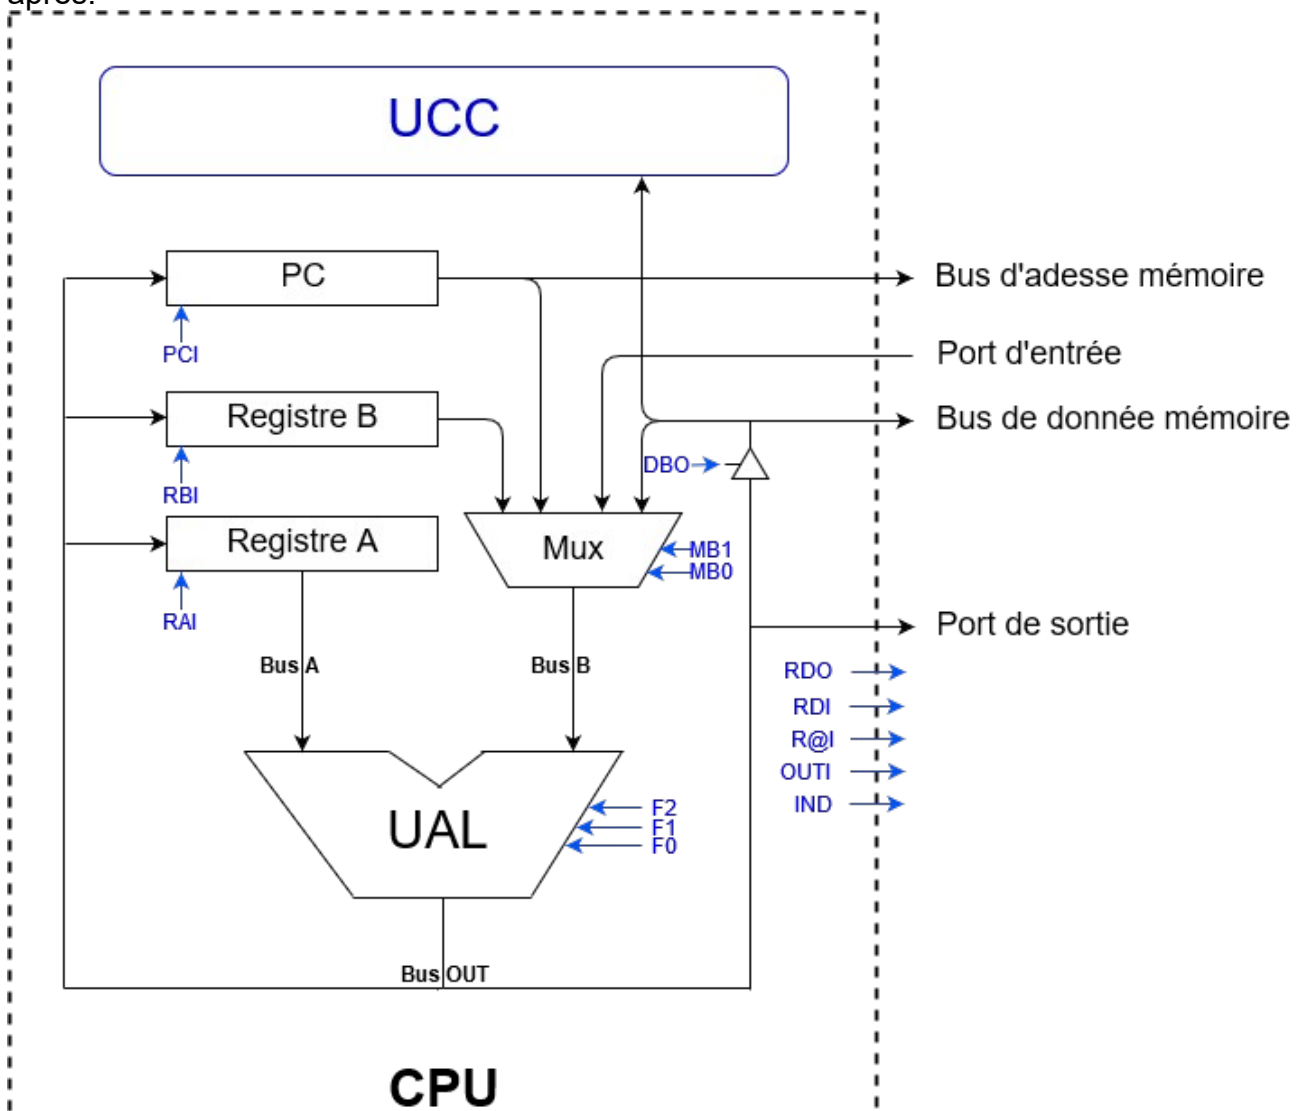 après.
UCC
PC
Bus d'adesse mémoire
PCI
Port d'entrée
Registre B
Bus de donnée mémoire
DBO
RBI
Registre A
Mux
MB1
MB0
RAI
Port de sortie
Bus A
Bus B
RDO
RDI
R@I
OUTI
IND
UAL
F2
F1
F0
Bus OUT
CPU